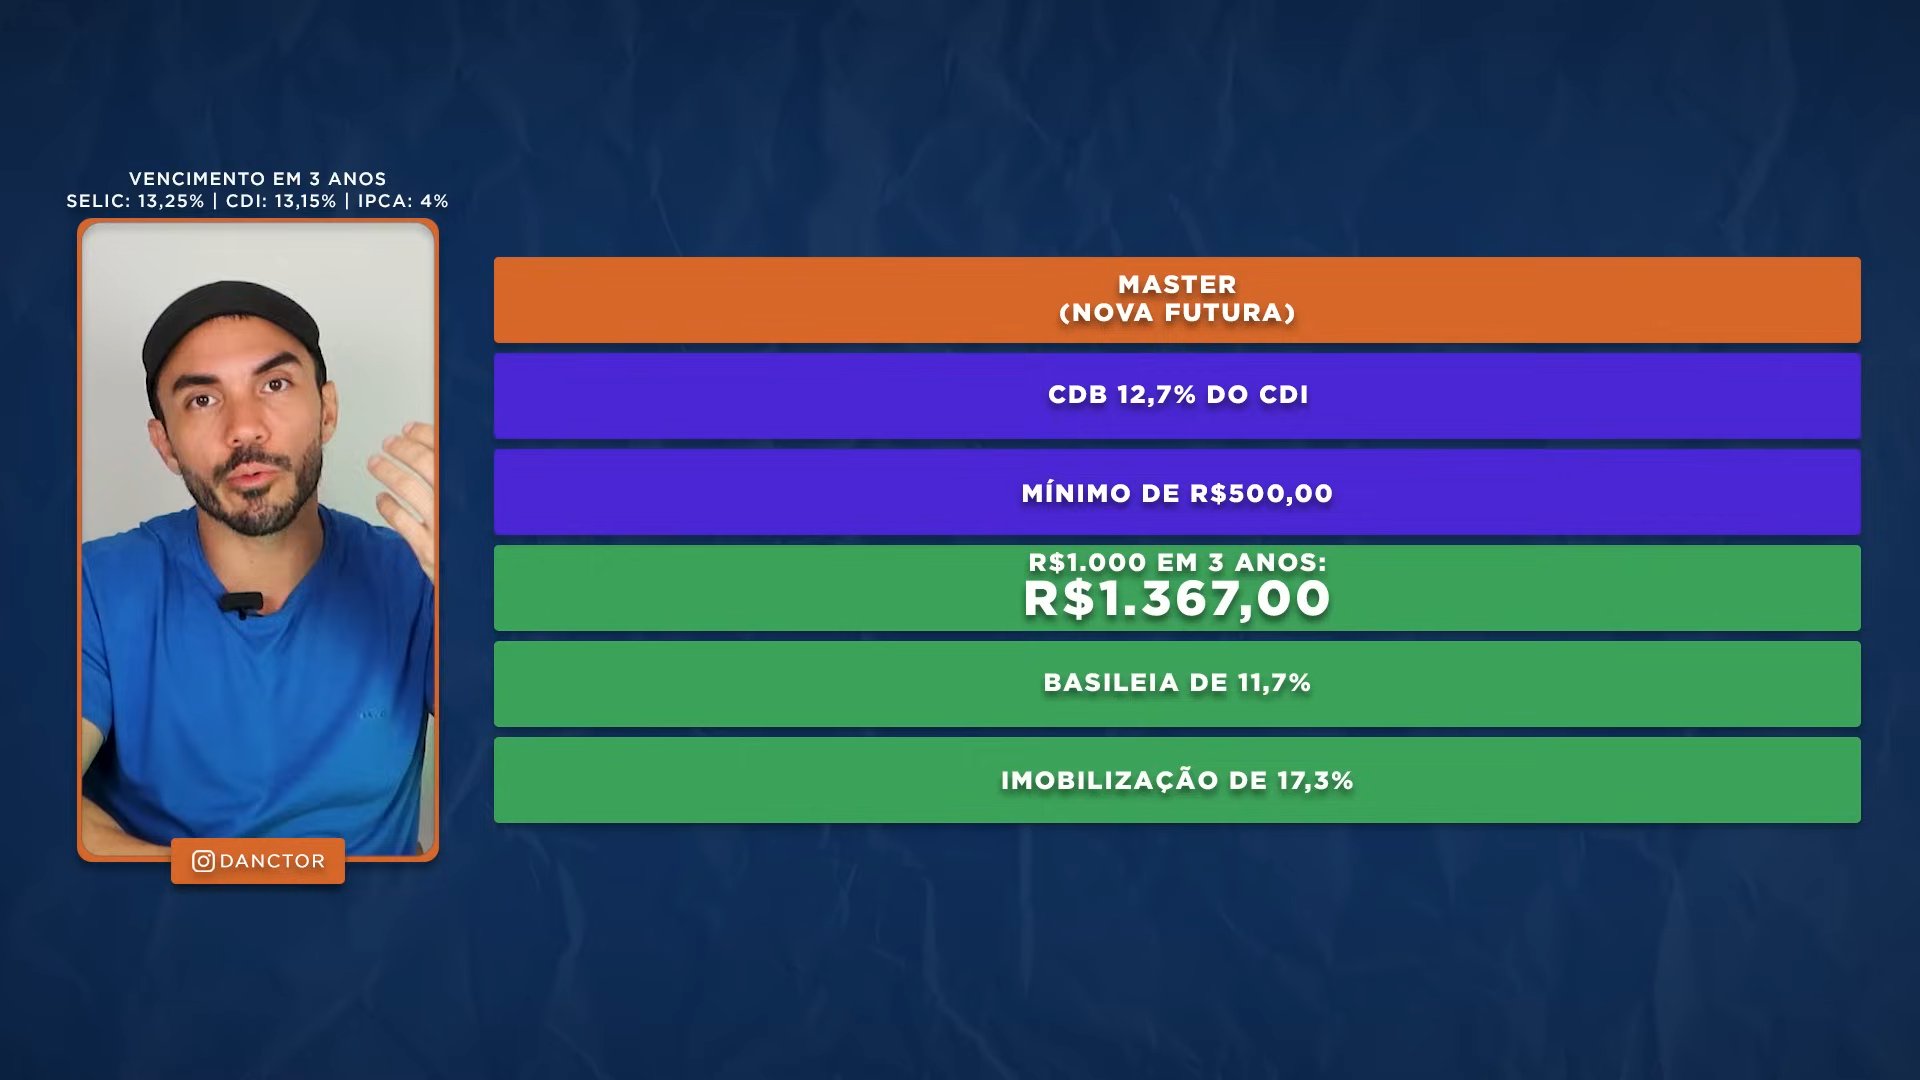 VENCIMENTO EM 3 ANOS
SELIC: 13,25% | CDI: 13,15% | IPCA: 4%
MASTER
(NOVA FUTURA)
CDB 12,7% DO CDI
MÍNIMO DE R$500,00
R$1.000 EM 3 ANOS:
R$1.367,00
BASILEIA DE 11,7%
IMOBILIZAÇÃO DE 17,3%
DANCTOR